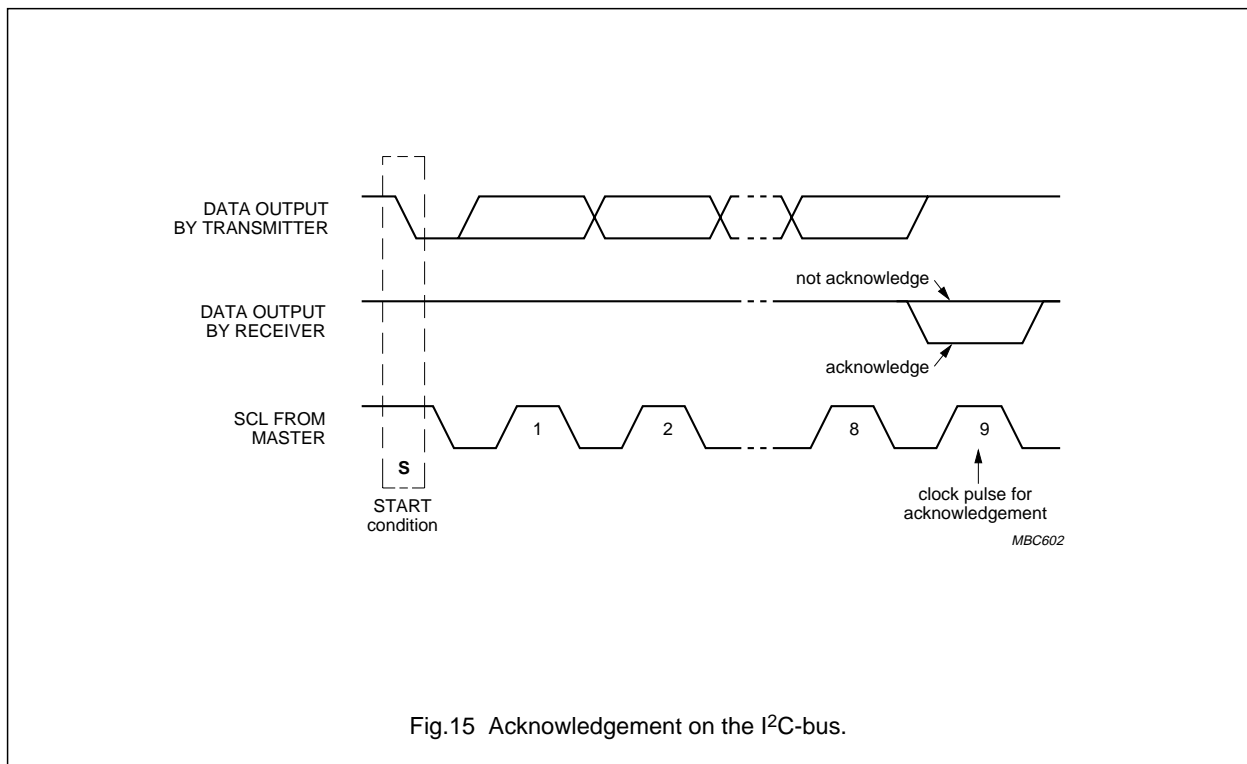 DATA OUTPUT
BY TRANSMITTER
not acknowledge
DATA OUTPUT
BY RECEIVER
acknowledge
SCL FROM
MASTER
1
2
8
9
S
START
condition
clock pulse for
acknowledgement
MBC602
Fig.15 Acknowledgement on the I²C-bus.